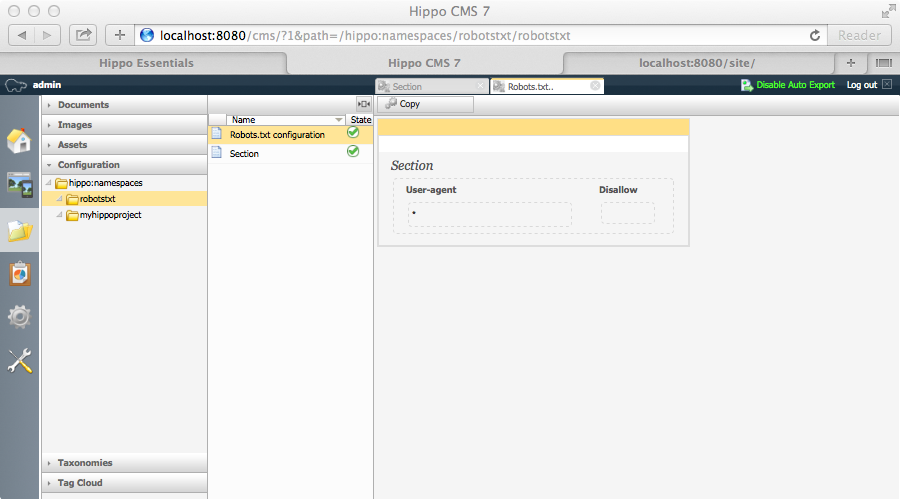 Hippo CMS 7
localhost:8080/cms/?1&path=/hippo:namespaces/robotstxt/robotstxt
Reader
Hippo Essentials
Hippo CMS 7
localhost:8080/site/
admin
Section
Robots.txt..
Disable Auto Export
Log out
Documents
Images
Assets
Configuration
hippo:namespaces
robotstxt
myhippoproject
Taxonomies
Tag Cloud
Name
State
Robots.txt configuration
Section
Copy
Section
User-agent
Disallow
*